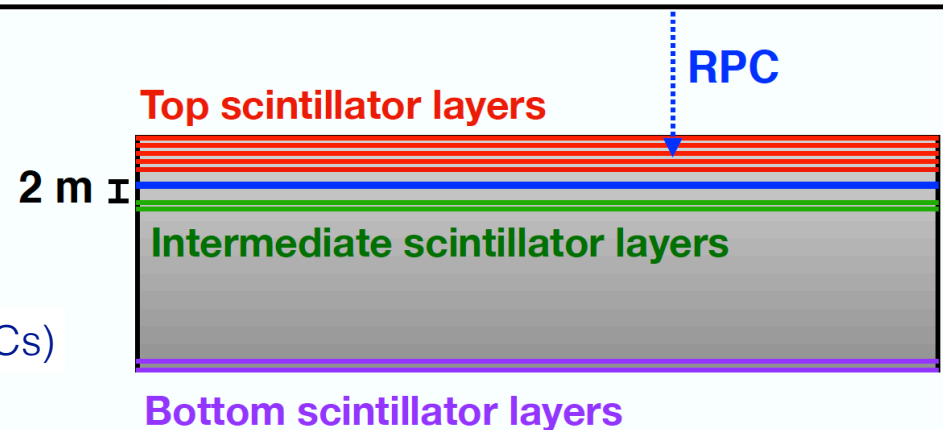 RPC
Top scintillator layers
2 m
Intermediate scintillator layers
Cs)
Bottom scintillator layers